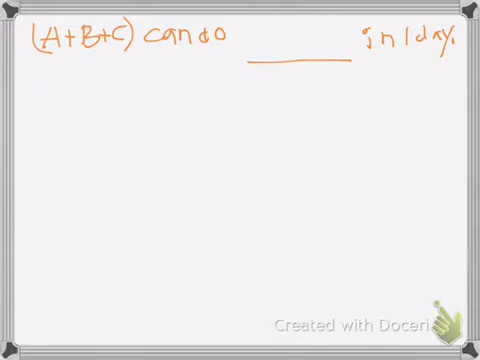 (A+B+C) can do ______ in 1 day.
Created with Doceri